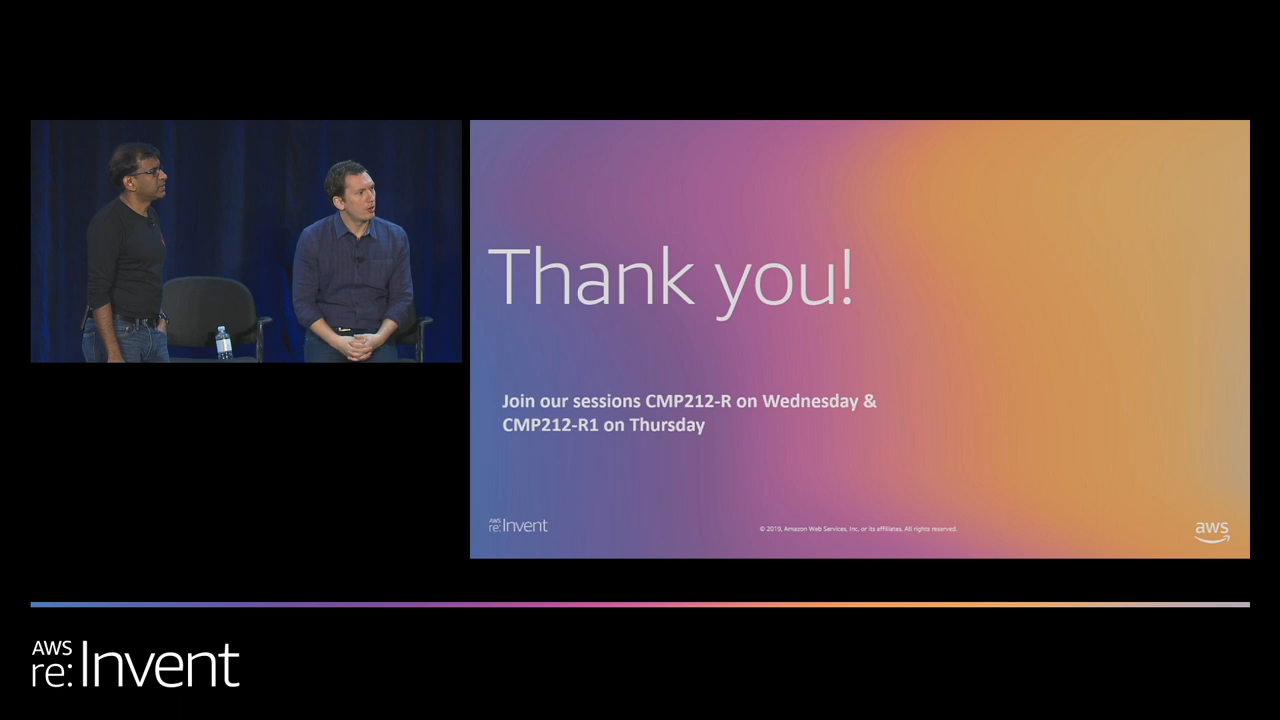 Thank you!
Join our sessions CMP212-R on Wednesday &
CMP212-R1 on Thursday
AWS
re:Invent
© 2019, Amazon Web Services, Inc. or its affiliates. All rights reserved.
aws
AWS
re:Invent